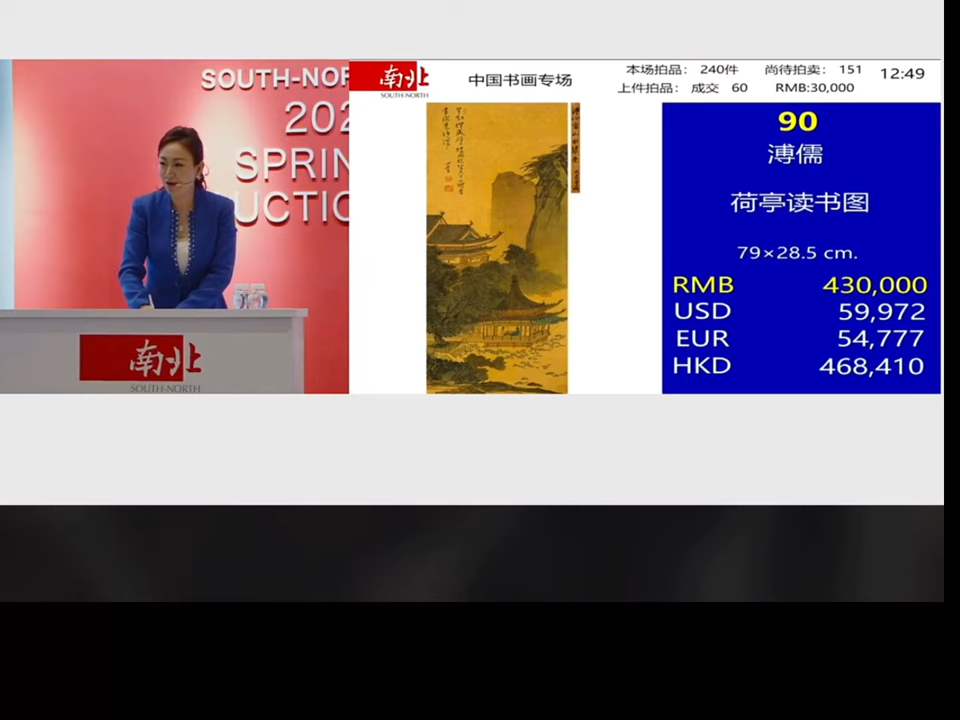 SOUTH-NOR
202
SPRIN
UCTIO
南北
SOUTH-NORTH
南北
SOUTH-NORTH
中国书画专场
本场拍品: 240件 尚待拍卖: 151
上件拍品: 成交 60 RMB:30,000
12:49
90
溥儒
荷亭读书图
79×28.5 cm.
RMB 430,000
USD 59,972
EUR 54,777
HKD 468,410